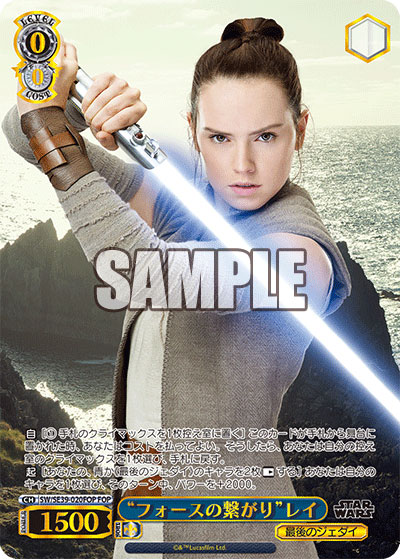 LEVEL
0
0
COST
SAMPLE
自 [① 手札のクライマックスを1枚控え室に置く] このカードが手札から舞台に
置かれた時、あなたはコストを払ってよい。そうしたら、あなたは自分の控え
室のクライマックスを1枚選び、手札に戻す。
起 [あなたの、青か《最後のジェダイ》のキャラを2枚 する] あなたは自分の
キャラを1枚選び、そのターン中、パワーを+2000。
CH SW/SE39-020FOP FOP
POWER 1500 “フォースの繋がり”レイ STAR WARS
最後のジェダイ
©&™Lucasfilm Ltd.